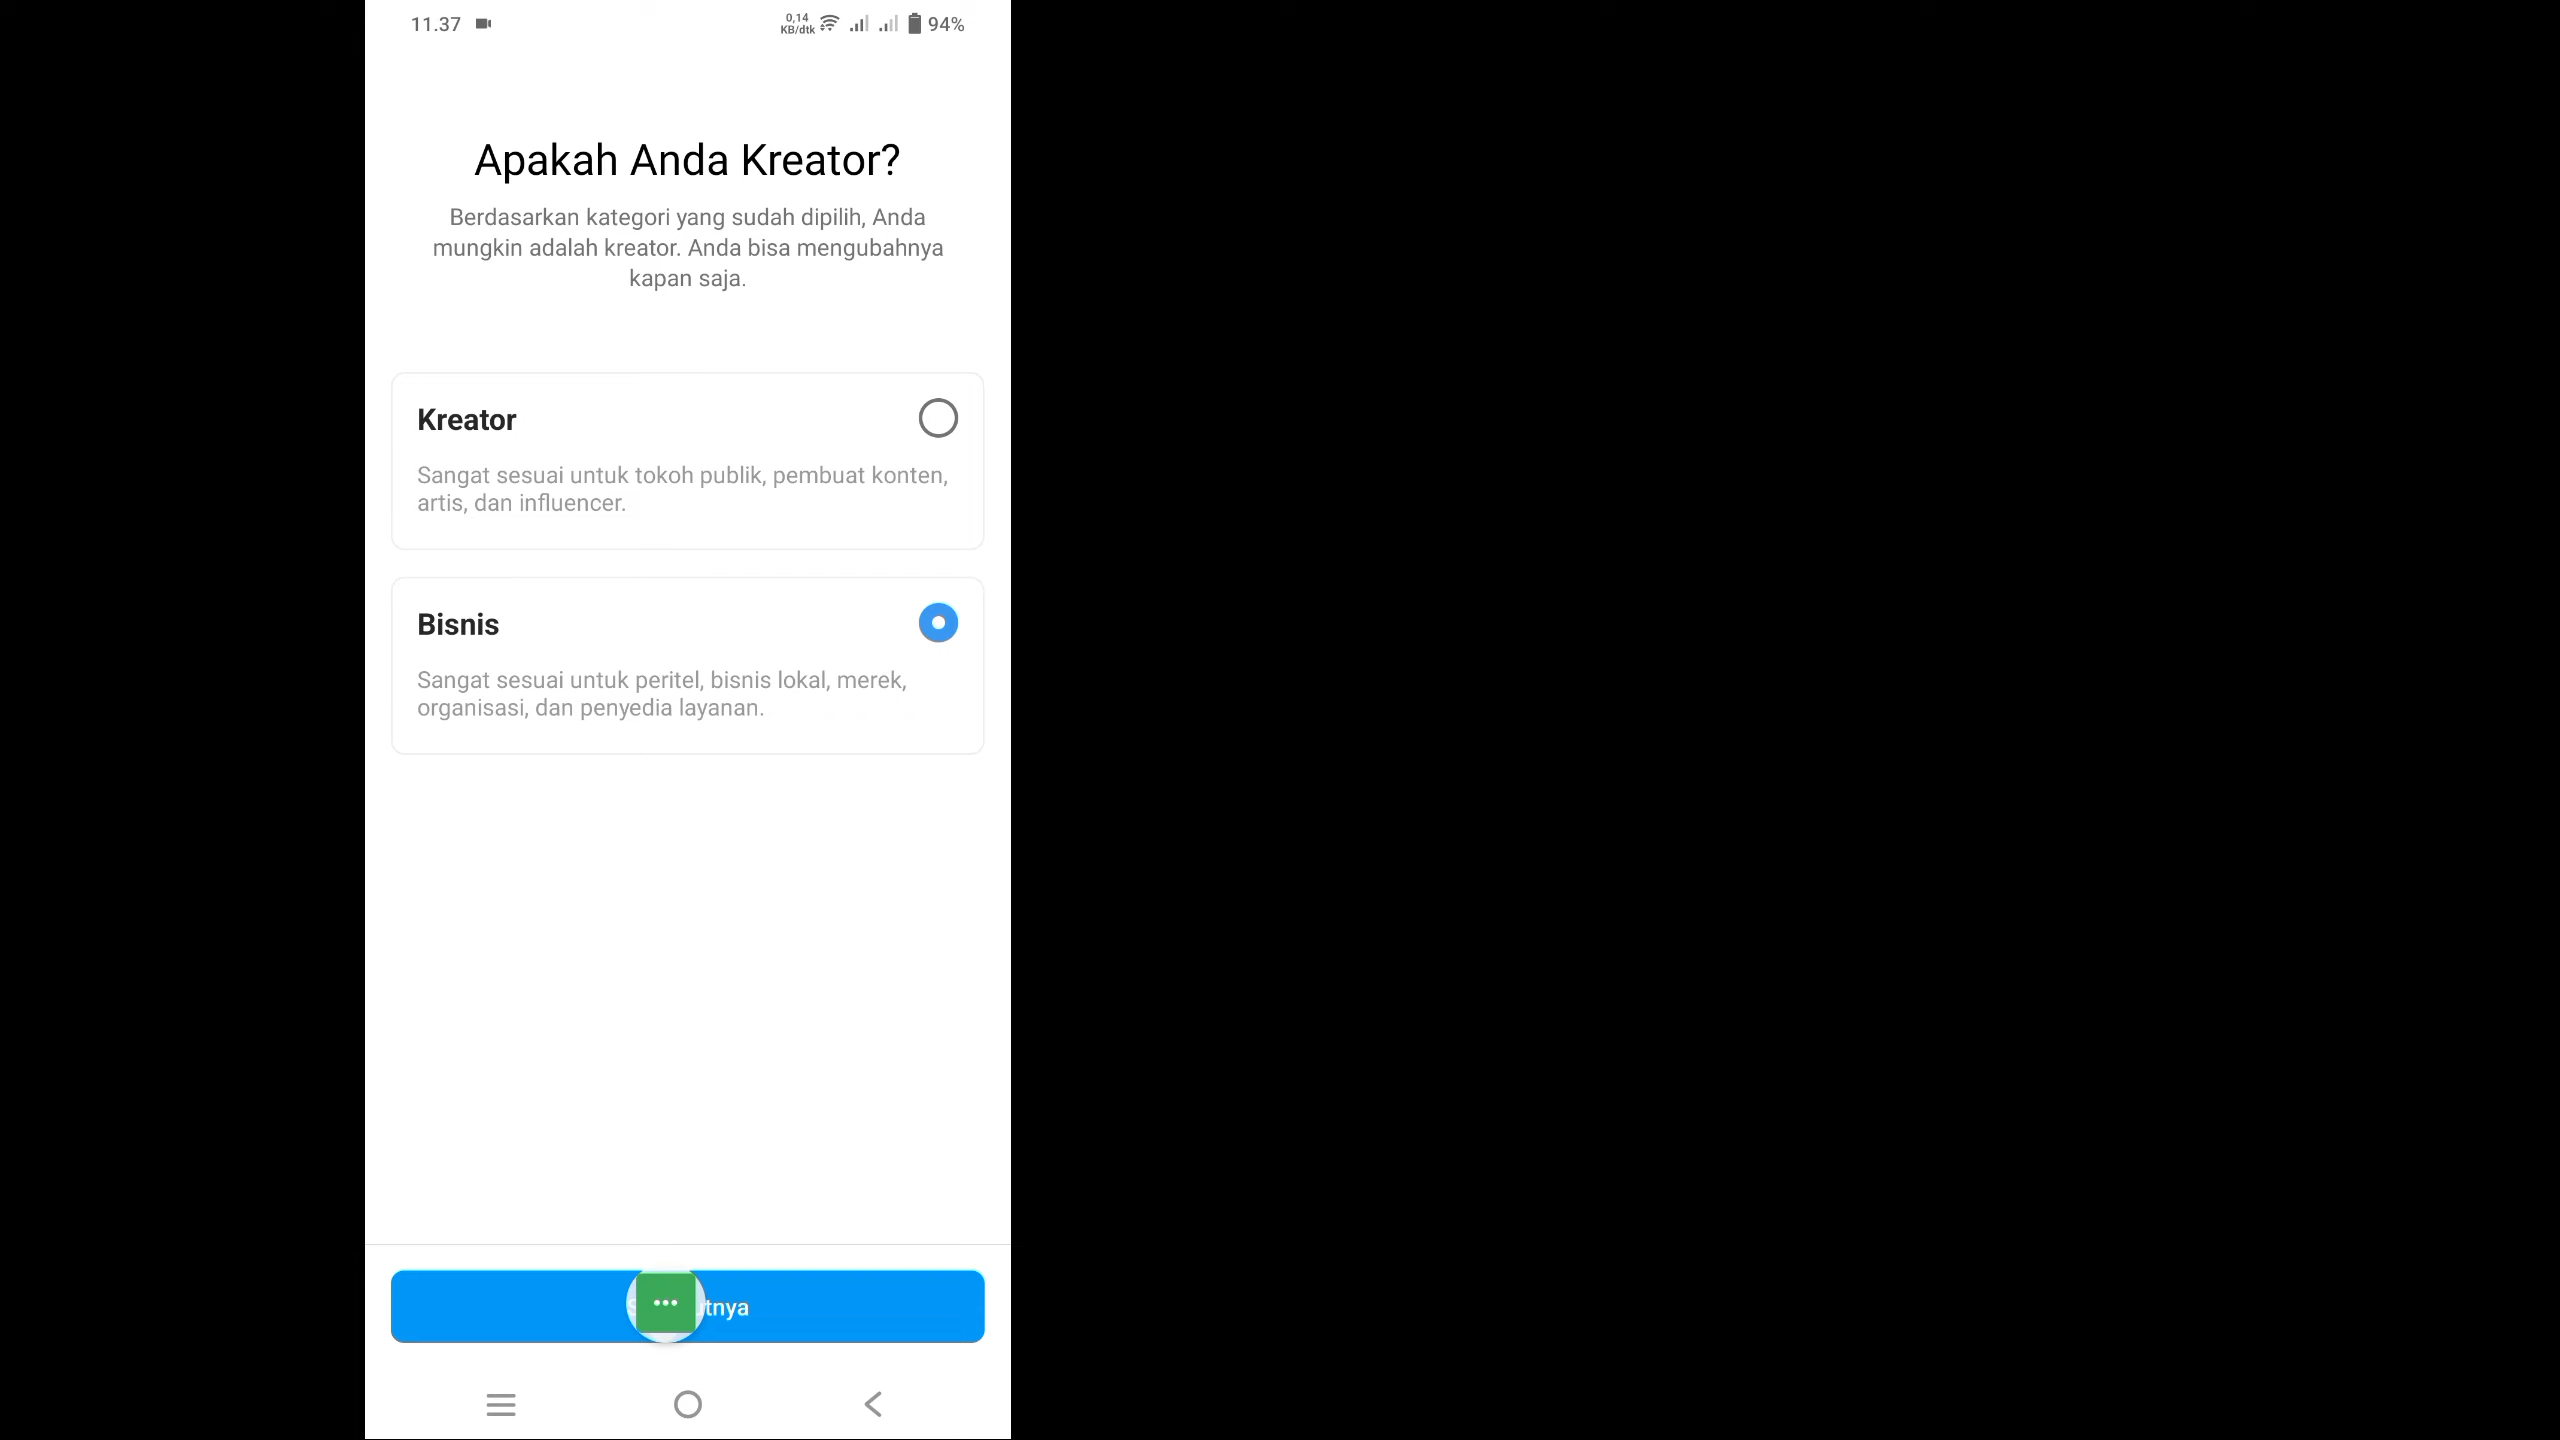 11.37
0,14
KB/dtk
94%
Apakah Anda Kreator?
Berdasarkan kategori yang sudah dipilih, Anda
mungkin adalah kreator. Anda bisa mengubahnya
kapan saja.
Kreator
Sangat sesuai untuk tokoh publik, pembuat konten,
artis, dan influencer.
Bisnis
Sangat sesuai untuk peritel, bisnis lokal, merek,
organisasi, dan penyedia layanan.